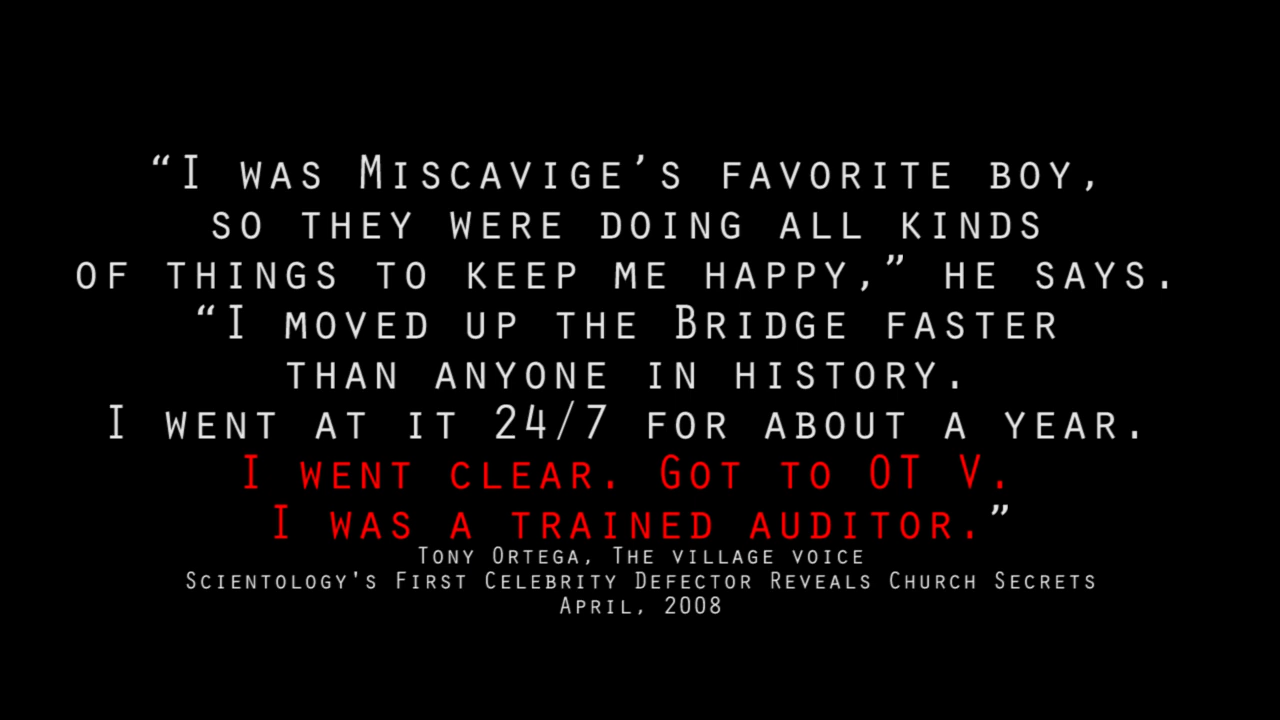 “I was Miscavige’s favorite boy,
so they were doing all kinds
of things to keep me happy,” he says.
“I moved up the Bridge faster
than anyone in history.
I went at it 24/7 for about a year.
I went clear. Got to OT V.
I was a trained auditor.”
Tony Ortega, The village voice
Scientology's First Celebrity Defector Reveals Church Secrets
April, 2008